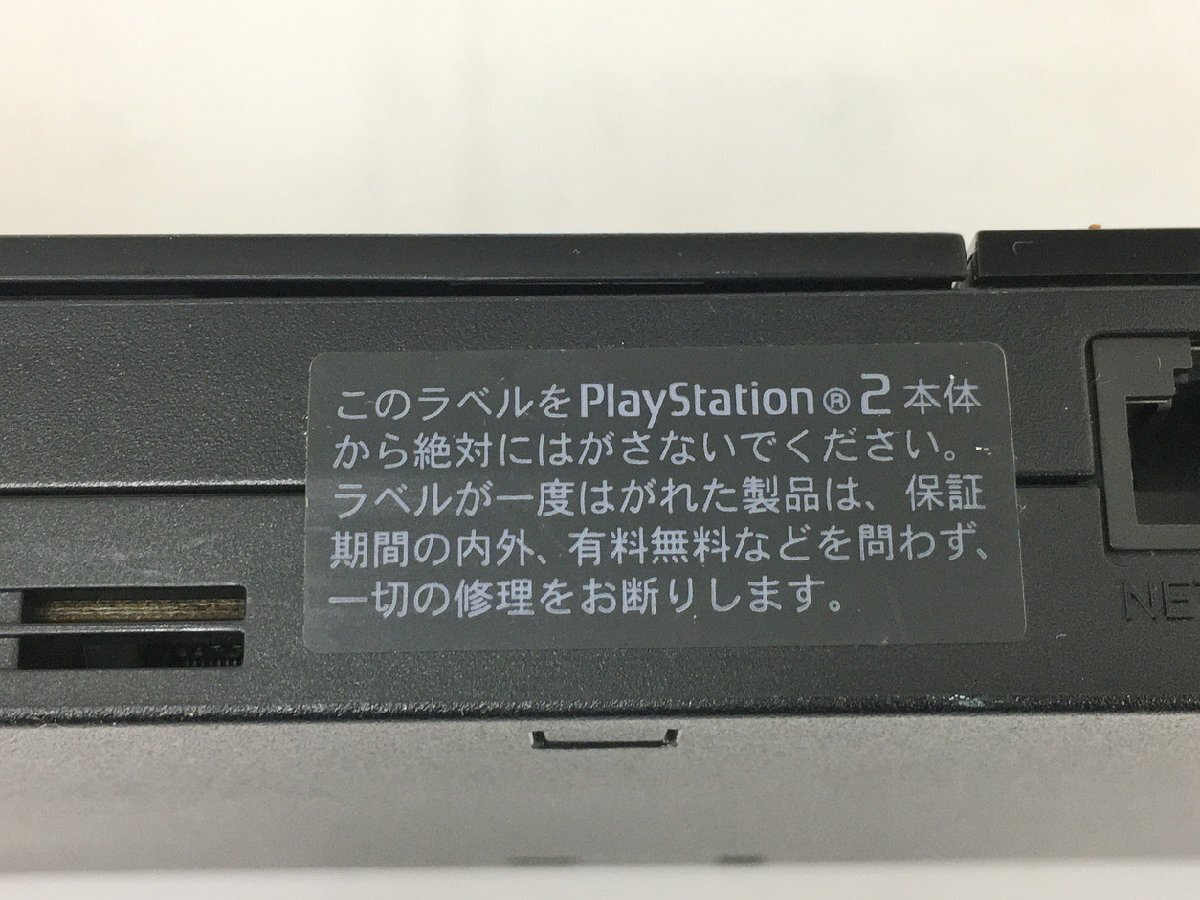 このラベルをPlayStation®2本体
から絶対にはがさないでください。
ラベルが一度はがれた製品は、保証
期間の内外、有料無料などを問わず、
一切の修理をお断りします。
NE